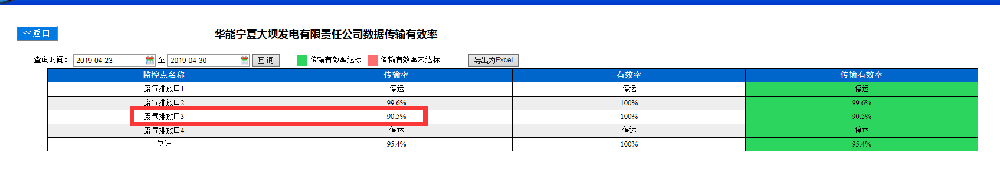 << 返 回
华能宁夏大坝发电有限责任公司数据传输有效率
查询时间： 2019-04-23 至 2019-04-30 查 询 传输有效率达标 传输有效率未达标 导出为Excel
监控点名称 传输率 有效率 传输有效率
废气排放口1 停运 停运 停运
废气排放口2 99.6% 100% 99.6%
废气排放口3 90.5% 100% 90.5%
废气排放口4 停运 停运 停运
总计 95.4% 100% 95.4%